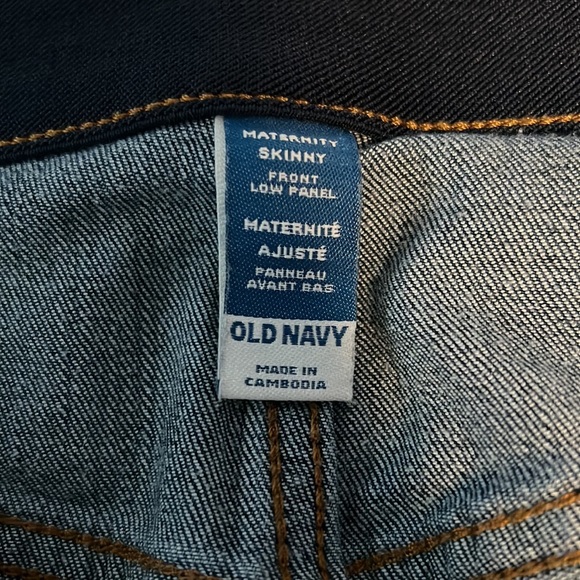 MATERNITY
SKINNY
FRONT
LOW PANEL
MATERNITÉ
AJUSTÉ
PANNEAU
AVANT BAS
OLD NAVY
MADE IN
CAMBODIA